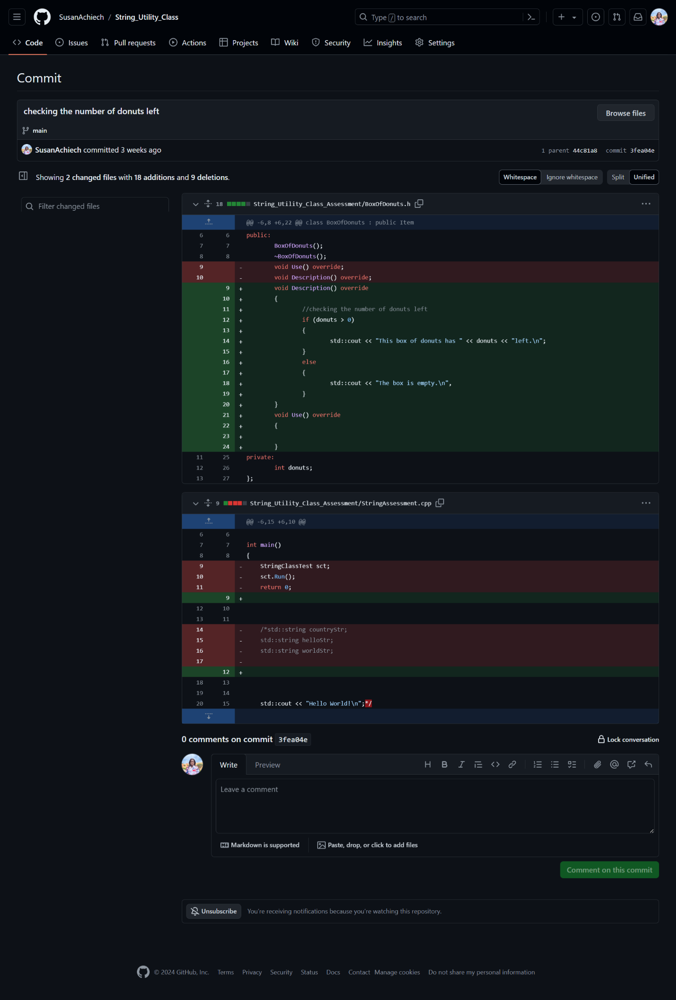 SusanAchiech / String_Utility_Class
Type / to search
Code Issues Pull requests Actions Projects Wiki Security Insights Settings
Commit
checking the number of donuts left
Browse files
main
SusanAchiech committed 3 weeks ago
1 parent 44c81a8 commit 3fea04e
Showing 2 changed files with 18 additions and 9 deletions.
Whitespace Ignore whitespace Split Unified
Filter changed files
18 String_Utility_Class_Assessment/BoxOfDonuts.h
@@ -6,8 +6,22 @@ class BoxOfDonuts : public Item
6 6 public:
7 7 BoxOfDonuts();
8 8 ~BoxOfDonuts();
9 - void Use() override;
10 - void Description() override;
9 + void Description() override
10 + {
11 + //checking the number of donuts left
12 + if (donuts > 0)
13 + {
14 + std::cout << "This box of donuts has " << donuts << "left.\n";
15 + }
16 + else
17 + {
18 + std::cout << "The box is empty.\n",
19 + }
20 + }
21 + void Use() override
22 + {
23 +
24 + }
11 25 private:
12 26 int donuts;
13 27 };
9 String_Utility_Class_Assessment/StringAssessment.cpp
@@ -6,15 +6,10 @@
6 6
7 7 int main()
8 8 {
9 - StringClassTest sct;
10 - sct.Run();
11 - return 0;
9 +
12 10
13 11
14 - /*std::string countryStr;
15 - std::string helloStr;
16 - std::string worldStr;
17 -
12 +
18 13
19 14
20 15 std::cout << "Hello World!\n";*/
0 comments on commit 3fea04e
Lock conversation
Write Preview
Leave a comment
Markdown is supported
Paste, drop, or click to add files
Comment on this commit
Unsubscribe You're receiving notifications because you're watching this repository.
© 2024 GitHub, Inc. Terms Privacy Security Status Docs Contact Manage cookies Do not share my personal information